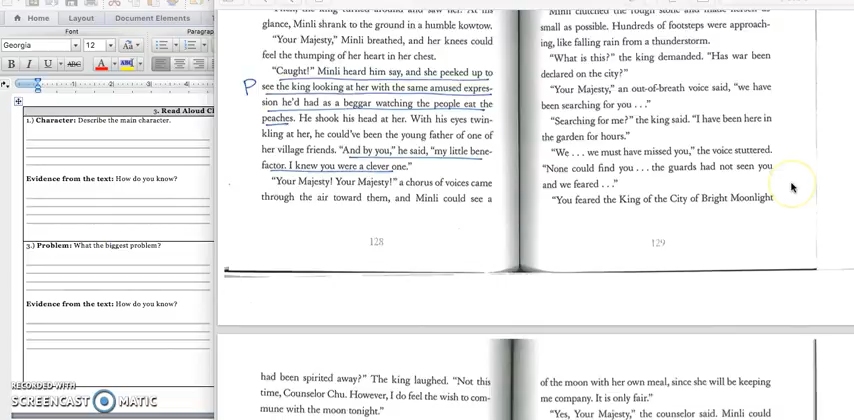 Home Layout Document Elements
Font Paragraph
Georgia 12
B I U ABC
3. Read Aloud Cl
1.) Character: Describe the main character.
Evidence from the text: How do you know?
3.) Problem: What the biggest problem?
Evidence from the text: How do you know?
RECORDED WITH
SCREENCAST MATIC
glance, Minli shrank to the ground in a humble kowtow.
"Your Majesty," Minli breathed, and her knees could
feel the thumping of her heart in her chest.
"Caught!" Minli heard him say, and she peeked up to
P
see the king looking at her with the same amused expres-
sion he'd had as a beggar watching the people eat the
peaches. He shook his head at her. With his eyes twin-
kling at her, he could've been the young father of one of
her village friends. "And by you," he said, "my little bene-
factor. I knew you were a clever one."
"Your Majesty! Your Majesty!" a chorus of voices came
through the air toward them, and Minli could see a
128
small as possible. Hundreds of footsteps were approach-
ing, like falling rain from a thunderstorm.
"What is this?" the king demanded. "Has war been
declared on the city?"
"Your Majesty," an out-of-breath voice said, "we have
been searching for you . . ."
"Searching for me?" the king said. "I have been here in
the garden for hours."
"We . . . we must have missed you," the voice stuttered.
"None could find you . . . the guards had not seen you
and we feared . . ."
"You feared the King of the City of Bright Moonlight
129
had been spirited away?" The king laughed. "Not this
time, Counselor Chu. However, I do feel the wish to com-
mune with the moon tonight."
of the moon with her own meal, since she will be keeping
me company. It is only fair."
"Yes, Your Majesty," the counselor said. Minli could